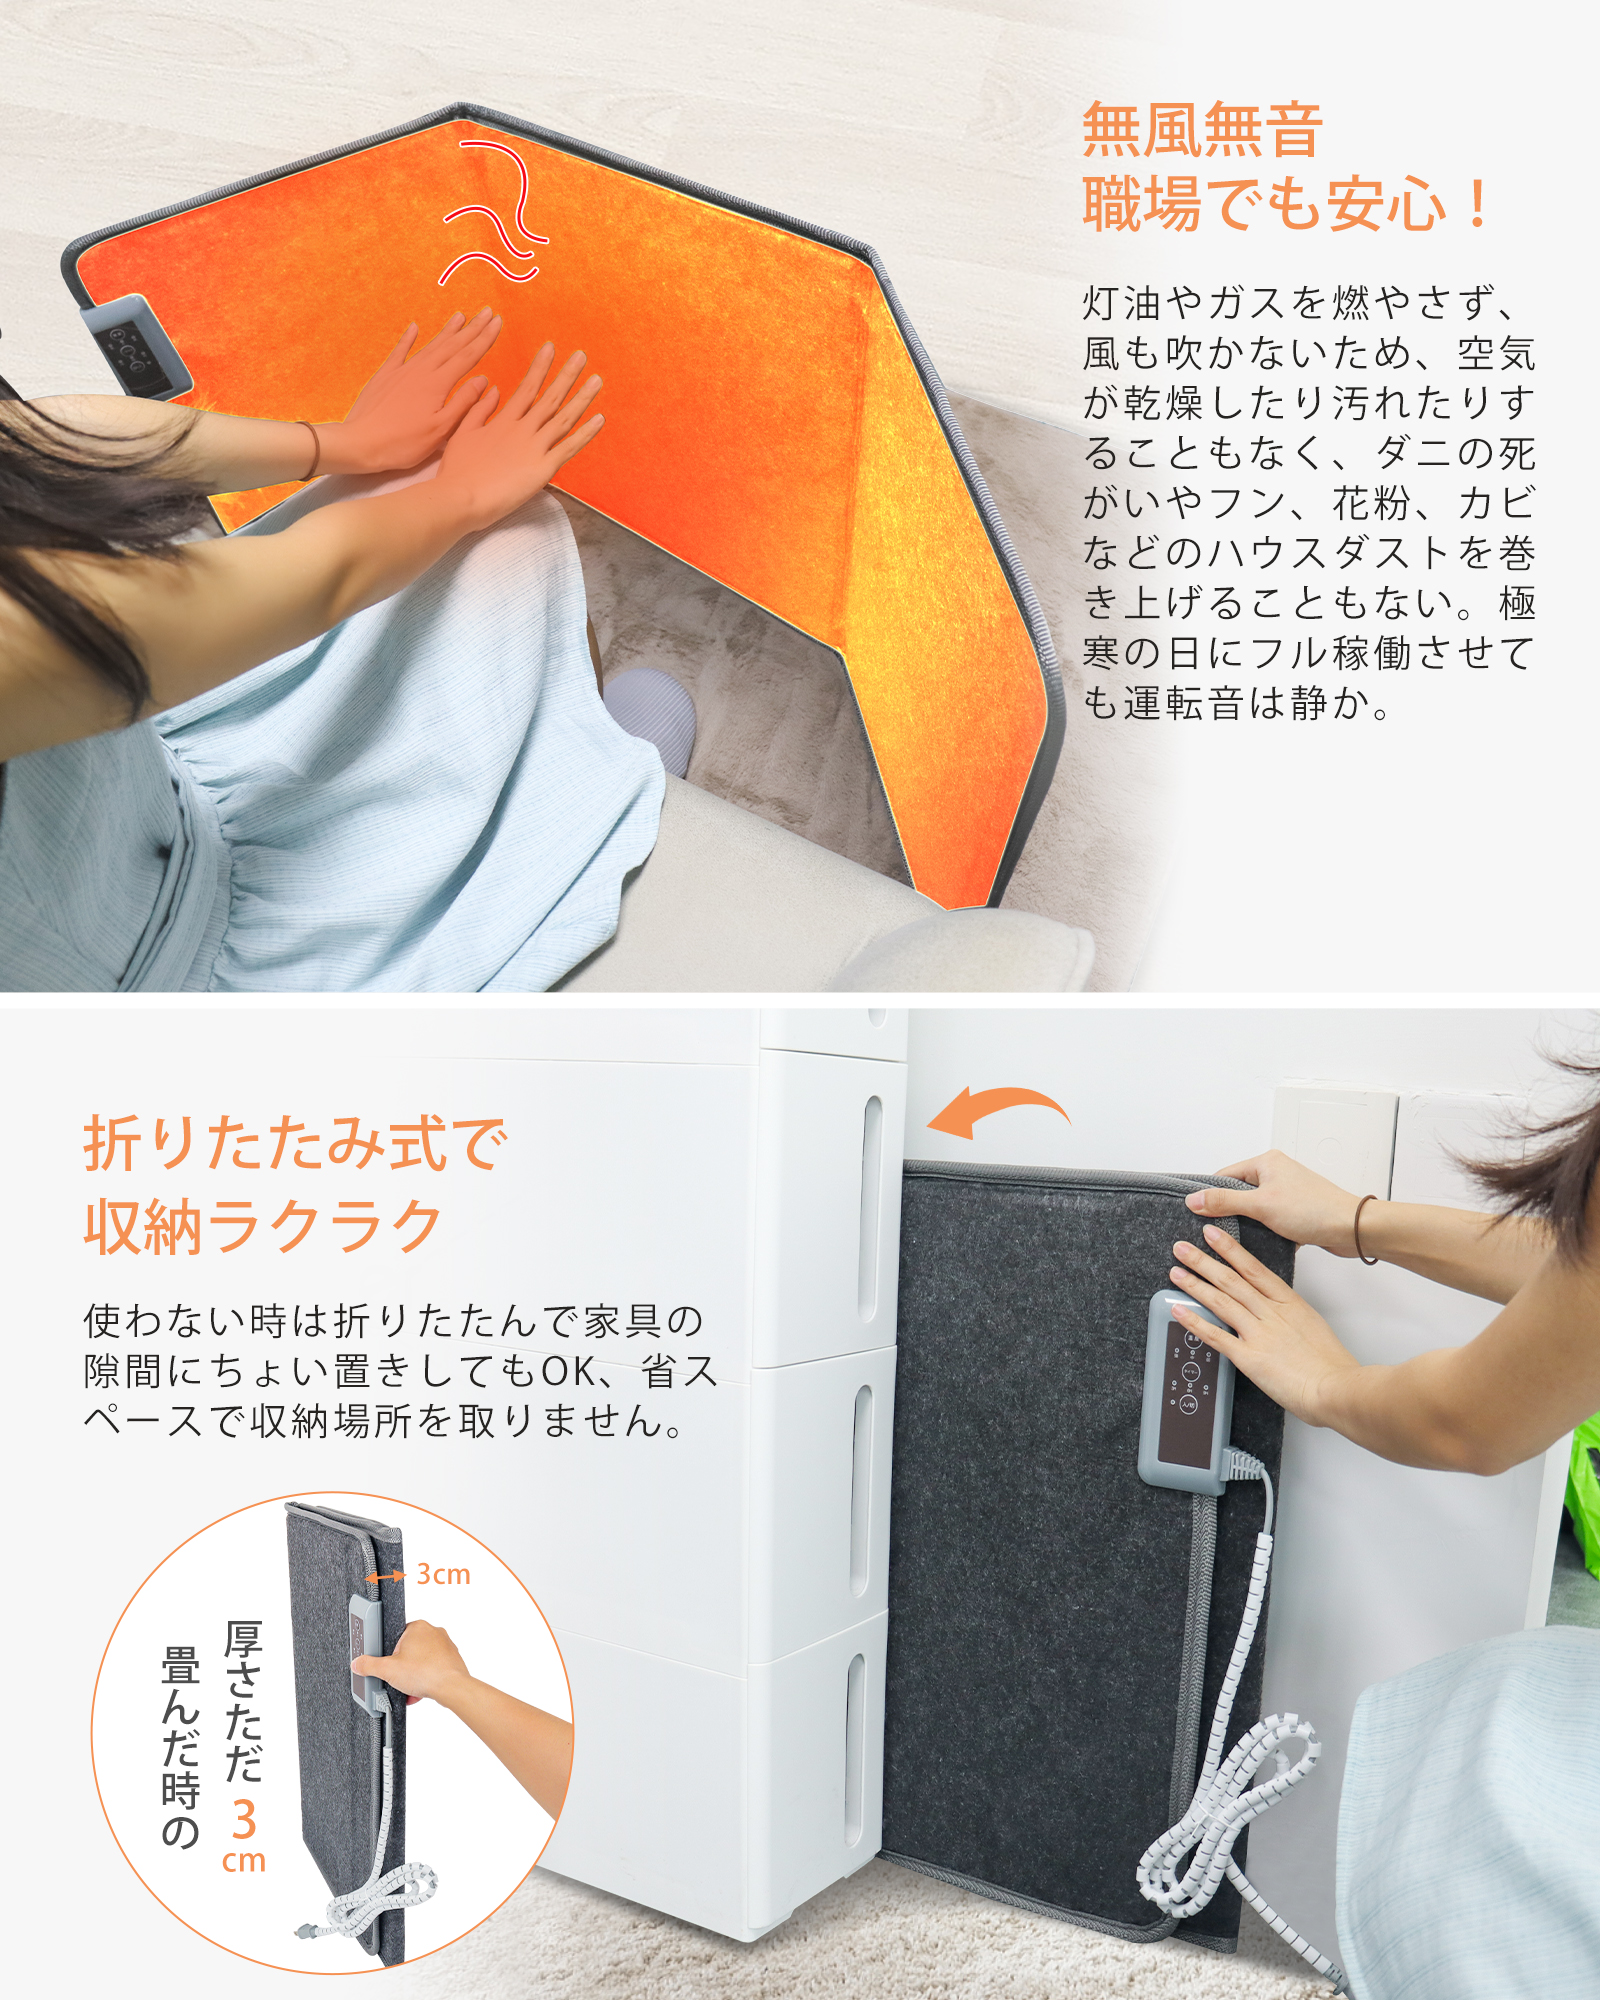 無風無音
職場でも安心！
灯油やガスを燃やさず、
風も吹かないため、空気
が乾燥したり汚れたりす
ることもなく、ダニの死
がいやフン、花粉、カビ
などのハウスダストを巻
き上げることもない。極
寒の日にフル稼働させて
も運転音は静か。
折りたたみ式で
収納ラクラク
使わない時は折りたたんで家具の
隙間にちょい置きしてもOK、省ス
ペースで収納場所を取りません。
3cm
厚さただ3cm
畳んだ時の